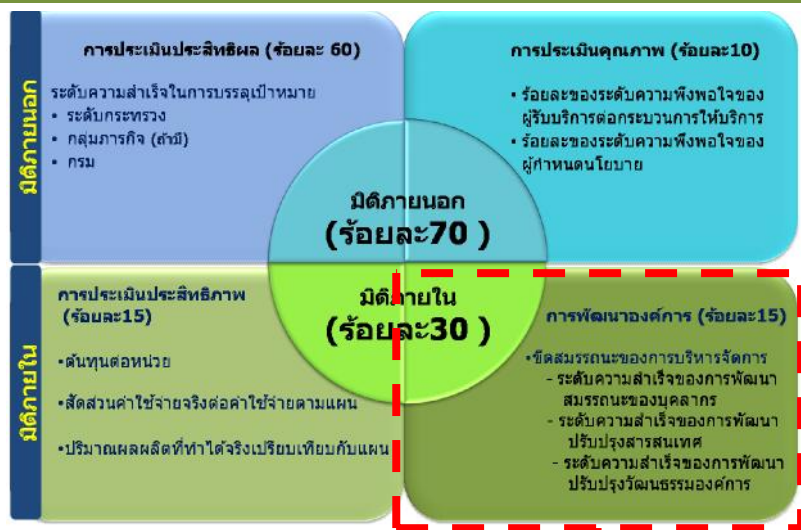 มิติภายนอก
การประเมินประสิทธิผล (ร้อยละ 60)
ระดับความสำเร็จในการบรรลุเป้าหมาย
• ระดับกระทรวง
• กลุ่มภารกิจ (ถ้ามี)
• กรม
การประเมินคุณภาพ (ร้อยละ10)
• ร้อยละของระดับความพึงพอใจของ
ผู้รับบริการต่อกระบวนการให้บริการ
• ร้อยละของระดับความพึงพอใจของ
ผู้กำหนดนโยบาย
มิติภายนอก
(ร้อยละ70 )
มิติภายใน
(ร้อยละ30 )
มิติภายใน
การประเมินประสิทธิภาพ
(ร้อยละ15)
•ต้นทุนต่อหน่วย
•สัดส่วนค่าใช้จ่ายจริงต่อค่าใช้จ่ายตามแผน
•ปริมาณผลผลิตที่ทำได้จริงเปรียบเทียบกับแผน
การพัฒนาองค์การ (ร้อยละ15)
•ขีดสมรรถนะของการบริหารจัดการ
- ระดับความสำเร็จของการพัฒนา
สมรรถนะของบุคลากร
- ระดับความสำเร็จของการพัฒนา
ปรับปรุงสารสนเทศ
- ระดับความสำเร็จของการพัฒนา
ปรับปรุงวัฒนธรรมองค์การ